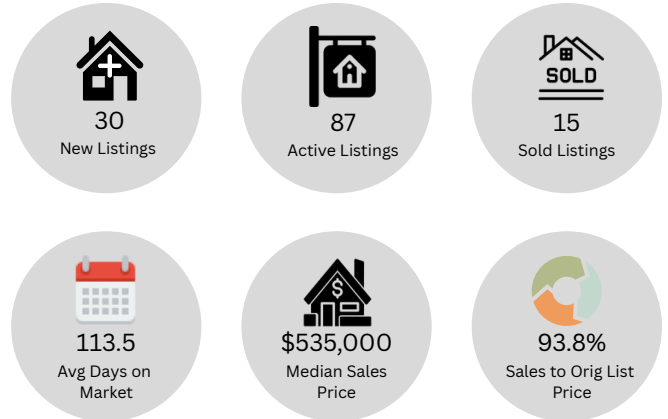 SOLD
30
New Listings
87
Active Listings
15
Sold Listings
113.5
Avg Days on
Market
$535,000
$
Median Sales
Price
93.8%
Sales to Orig List
Price